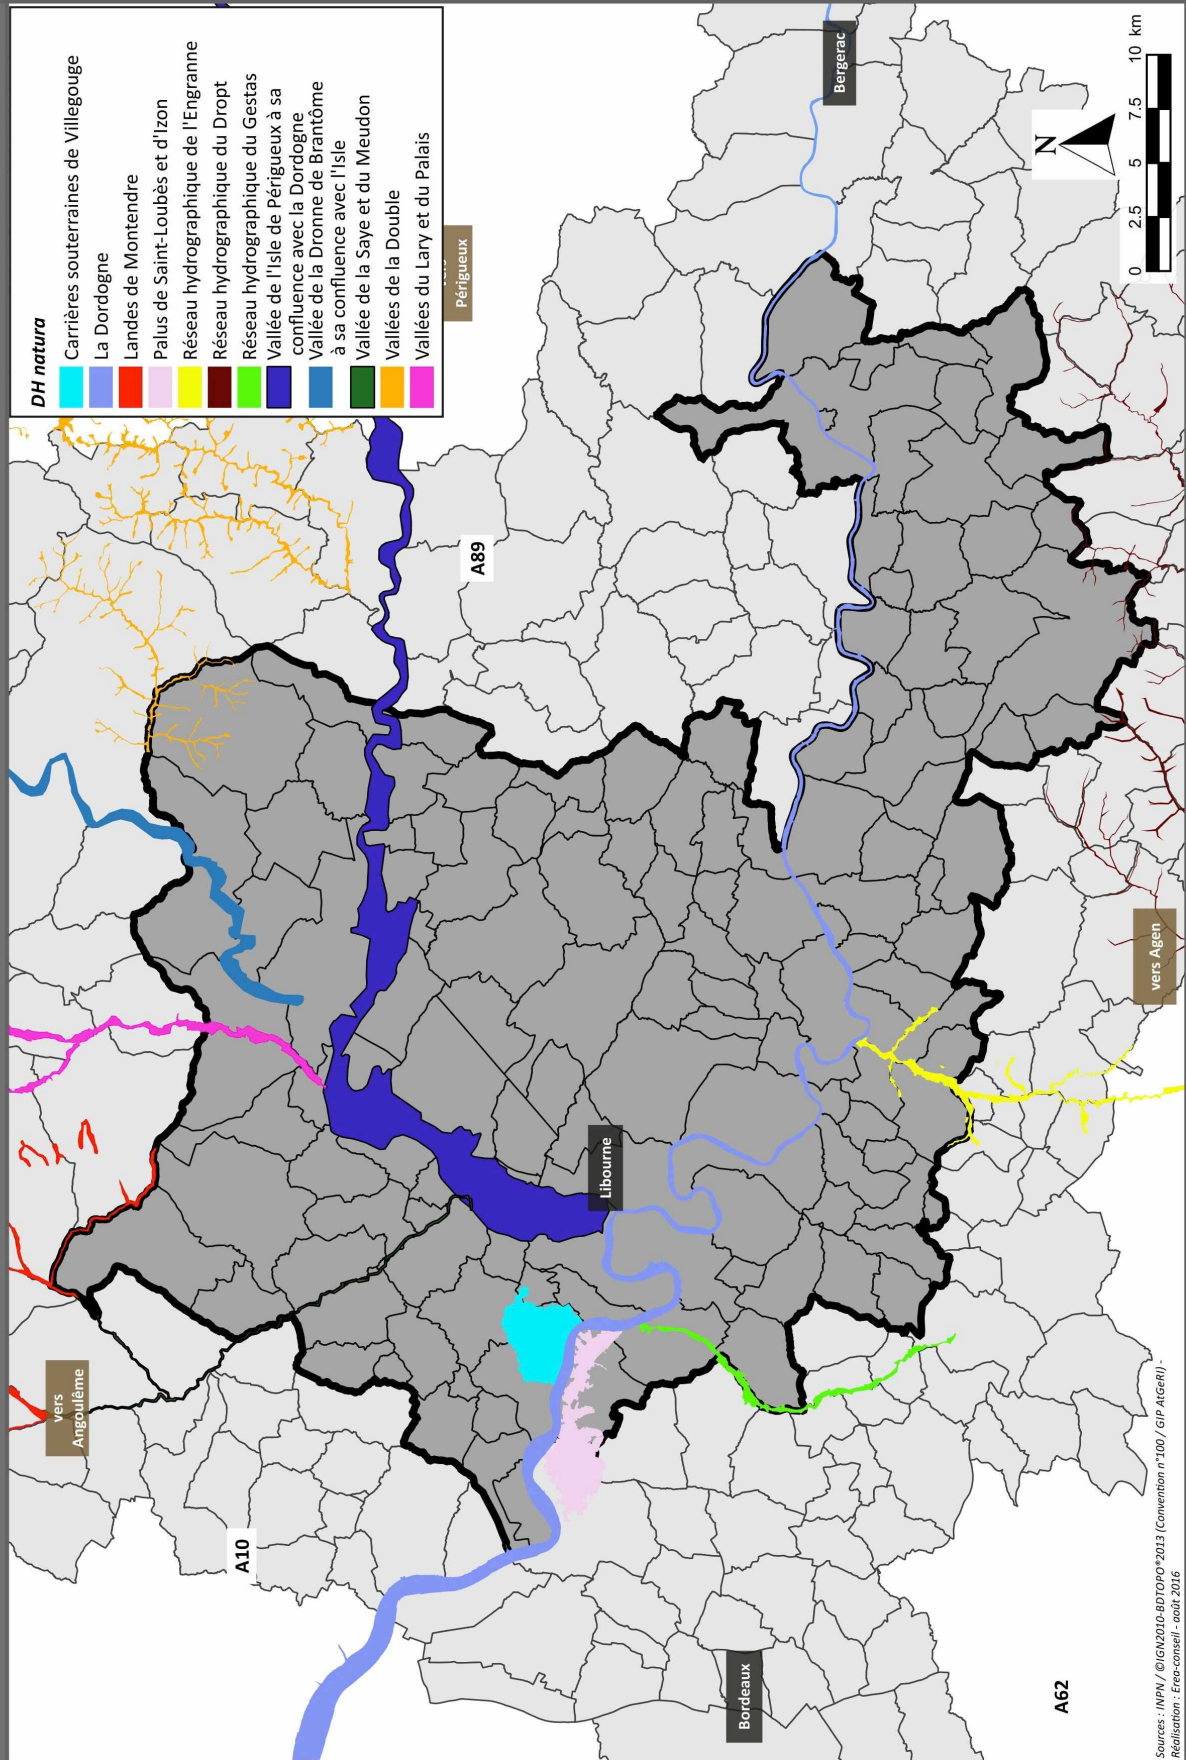 DH natura
Carrières souterraines de Villegouge
La Dordogne
Landes de Montendre
Palus de Saint-Loubès et d'Izon
Réseau hydrographique de l'Engranne
Réseau hydrographique du Dropt
Réseau hydrographique du Gestas
Vallée de l'Isle de Périgueux à sa
confluence avec la Dordogne
Vallée de la Dronne de Brantôme
à sa confluence avec l'Isle
Vallée de la Saye et du Meudon
Vallées de la Double
Vallées du Lary et du Palais
vers
Angoulême
Périgueux
A10
A89
Libourne
Bergerac
Bordeaux
A62
vers Agen
N
0 2.5 5 7.5 10 km
Sources : INPN / ©IGN2010-BDTOPO®2013 (Convention n°100 / GIP AtGeRi) -
Réalisation : Erea-conseil - août 2016